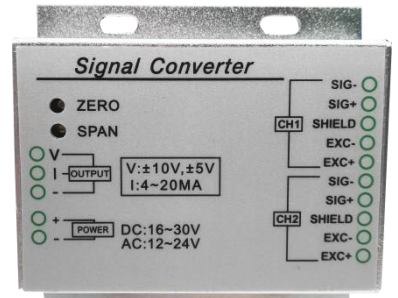 Signal Converter
ZERO
SPAN
V
I
-
OUTPUT
V:±10V,±5V
I:4~20MA
+
-
POWER
DC:16~30V
AC:12~24V
CH1
SIG-
SIG+
SHIELD
EXC-
EXC+
CH2
SIG-
SIG+
SHIELD
EXC-
EXC+